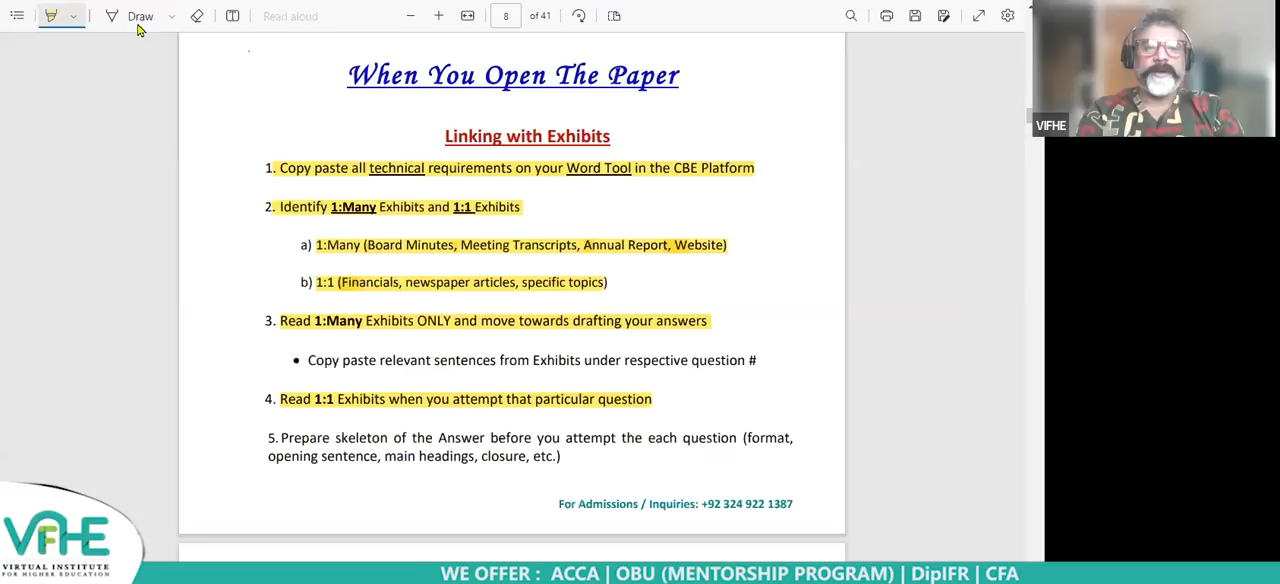 Draw
Read aloud
8
of 41
VIFHE
When You Open The Paper
Linking with Exhibits
1. Copy paste all technical requirements on your Word Tool in the CBE Platform
2. Identify 1:Many Exhibits and 1:1 Exhibits
a) 1:Many (Board Minutes, Meeting Transcripts, Annual Report, Website)
b) 1:1 (Financials, newspaper articles, specific topics)
3. Read 1:Many Exhibits ONLY and move towards drafting your answers
• Copy paste relevant sentences from Exhibits under respective question #
4. Read 1:1 Exhibits when you attempt that particular question
5. Prepare skeleton of the Answer before you attempt the each question (format,
opening sentence, main headings, closure, etc.)
For Admissions / Inquiries: +92 324 922 1387
VIFHE
VIRTUAL INSTITUTE
FOR HIGHER EDUCATION
WE OFFER : ACCA | OBU (MENTORSHIP PROGRAM) | DipIFR | CFA